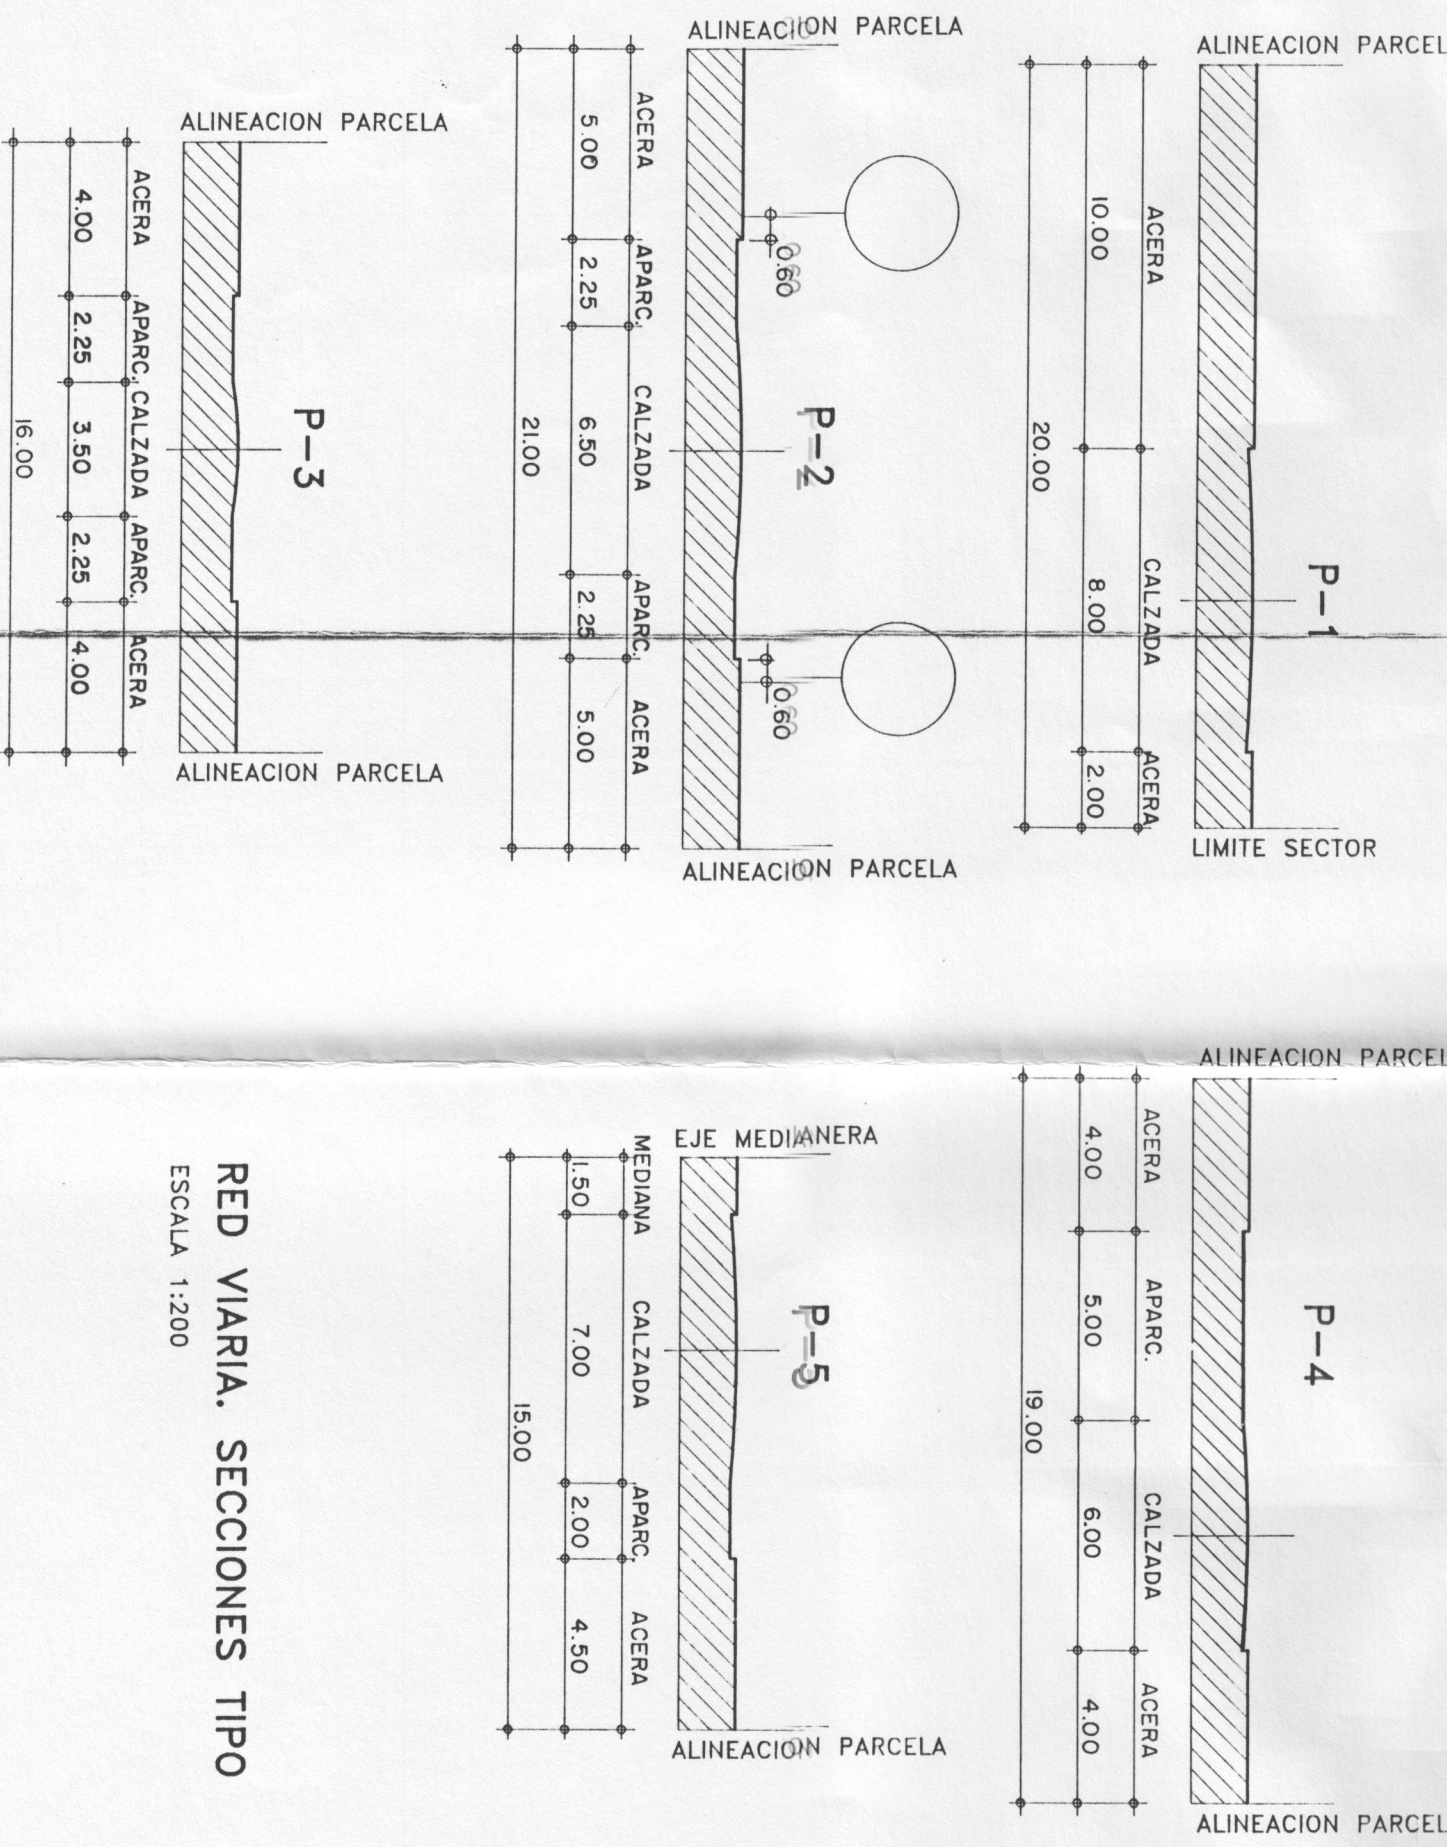 ALINEACION PARCEL
ACERA CALZADA ACERA
10.00 8.00 2.00
20.00
P-1
LIMITE SECTOR
ALINEACION PARCELA
ACERA APARC. CALZADA APARC. ACERA
5.00 2.25 6.50 2.25 5.00
21.00
0.60
0.60
P-2
ALINEACION PARCELA
ALINEACION PARCELA
ACERA APARC. CALZADA APARC. ACERA
4.00 2.25 3.50 2.25 4.00
16.00
P-3
ALINEACION PARCELA
ALINEACION PARCEL
ACERA APARC. CALZADA ACERA
4.00 5.00 6.00 4.00
19.00
P-4
ALINEACION PARCEL
EJE MEDIANERA
MEDIANA CALZADA APARC. ACERA
1.50 7.00 2.00 4.50
15.00
P-5
ALINEACION PARCELA
RED VIARIA. SECCIONES TIPO
ESCALA 1:200